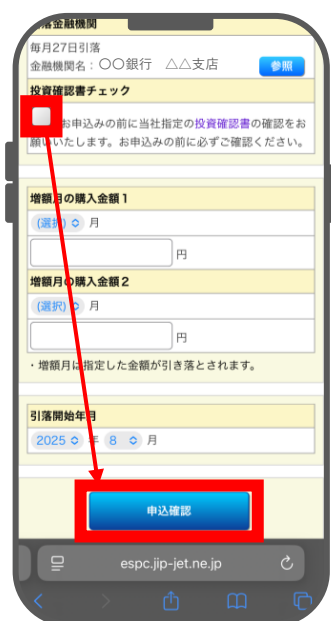 引落金融機関
毎月27日引落
金融機関名：〇〇銀行　△△支店
参照
投資確認書チェック
お申込みの前に当社指定の投資確認書の確認をお
願いいたします。お申込みの前に必ずご確認ください。
増額月の購入金額1
(選択) 月
円
増額月の購入金額2
(選択) 月
円
・増額月は指定した金額が引き落とされます。
引落開始年月
2025 年 8 月
申込確認
espc.jip-jet.ne.jp